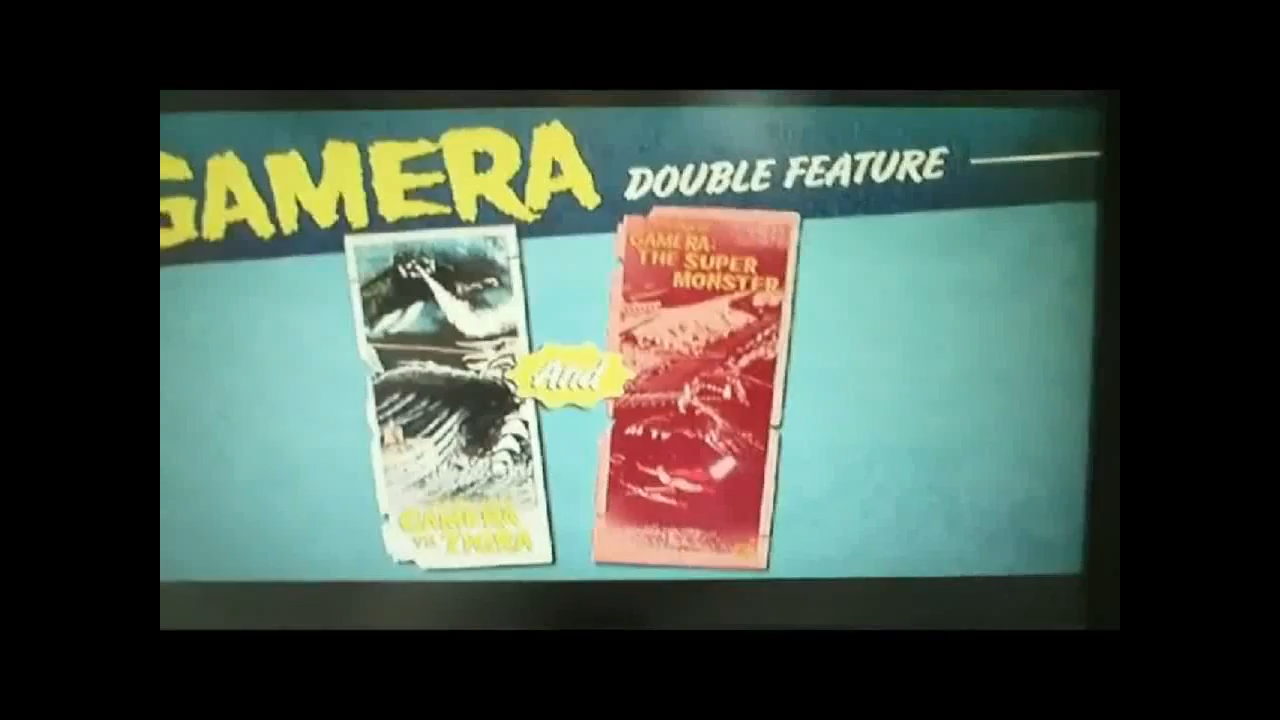 GAMERA DOUBLE FEATURE
GAMERA:
THE SUPER
MONSTER
And
GAMERA
vs. ZIGRA